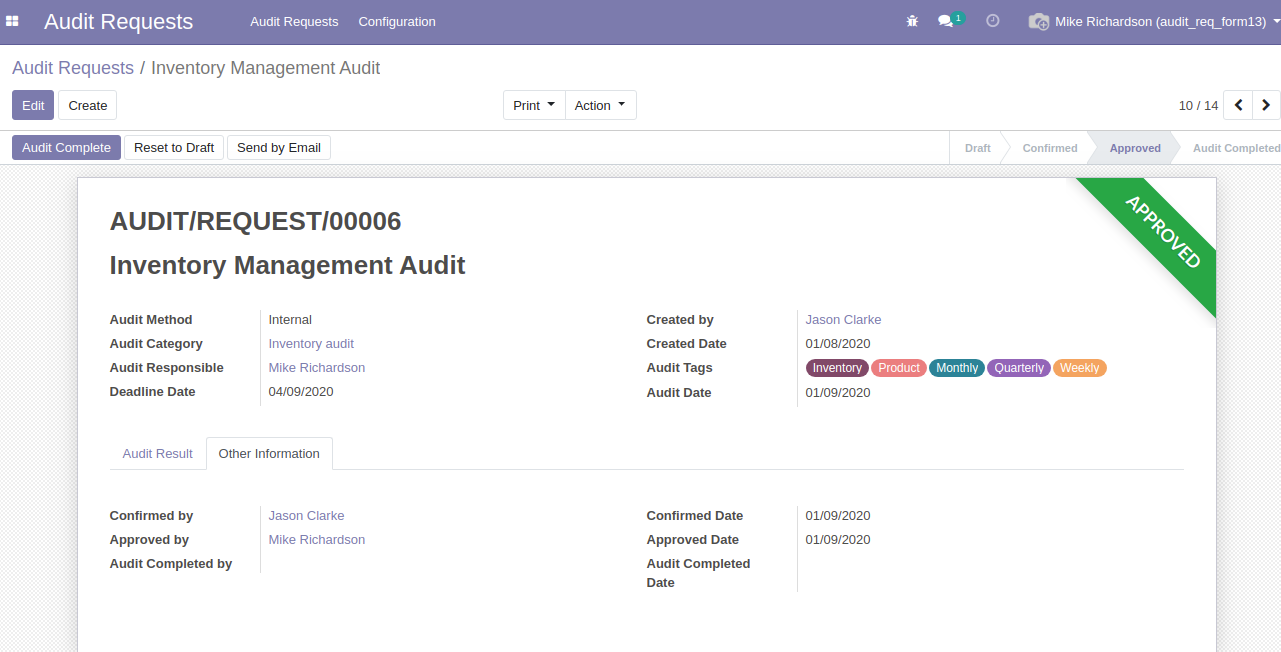 Audit Requests Audit Requests Configuration 1 Mike Richardson (audit_req_form13)
Audit Requests / Inventory Management Audit
Edit Create Print Action 10 / 14
Audit Complete Reset to Draft Send by Email Draft Confirmed Approved Audit Completed
APPROVED
AUDIT/REQUEST/00006
Inventory Management Audit
Audit Method Internal Created by Jason Clarke
Audit Category Inventory audit Created Date 01/08/2020
Audit Responsible Mike Richardson Audit Tags Inventory Product Monthly Quarterly Weekly
Deadline Date 04/09/2020 Audit Date 01/09/2020
Audit Result Other Information
Confirmed by Jason Clarke Confirmed Date 01/09/2020
Approved by Mike Richardson Approved Date 01/09/2020
Audit Completed by Audit Completed
Date